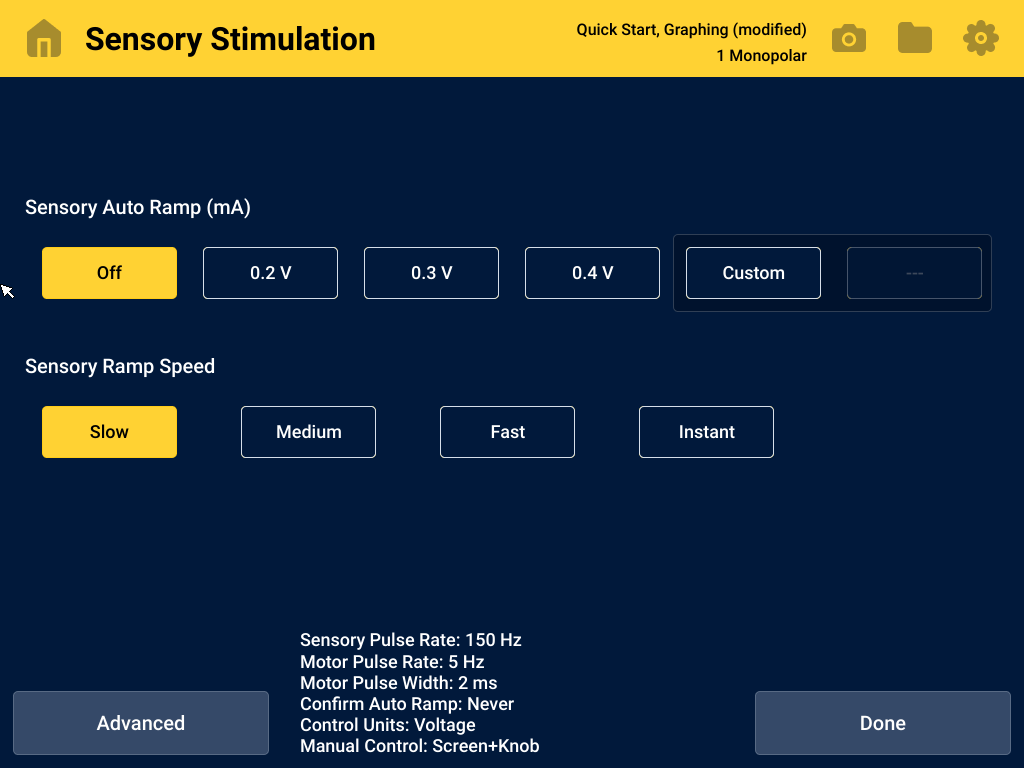 Sensory Stimulation
Quick Start, Graphing (modified)
1 Monopolar
Sensory Auto Ramp (mA)
Off
0.2 V
0.3 V
0.4 V
Custom
---
Sensory Ramp Speed
Slow
Medium
Fast
Instant
Sensory Pulse Rate: 150 Hz
Motor Pulse Rate: 5 Hz
Motor Pulse Width: 2 ms
Confirm Auto Ramp: Never
Control Units: Voltage
Manual Control: Screen+Knob
Advanced
Done